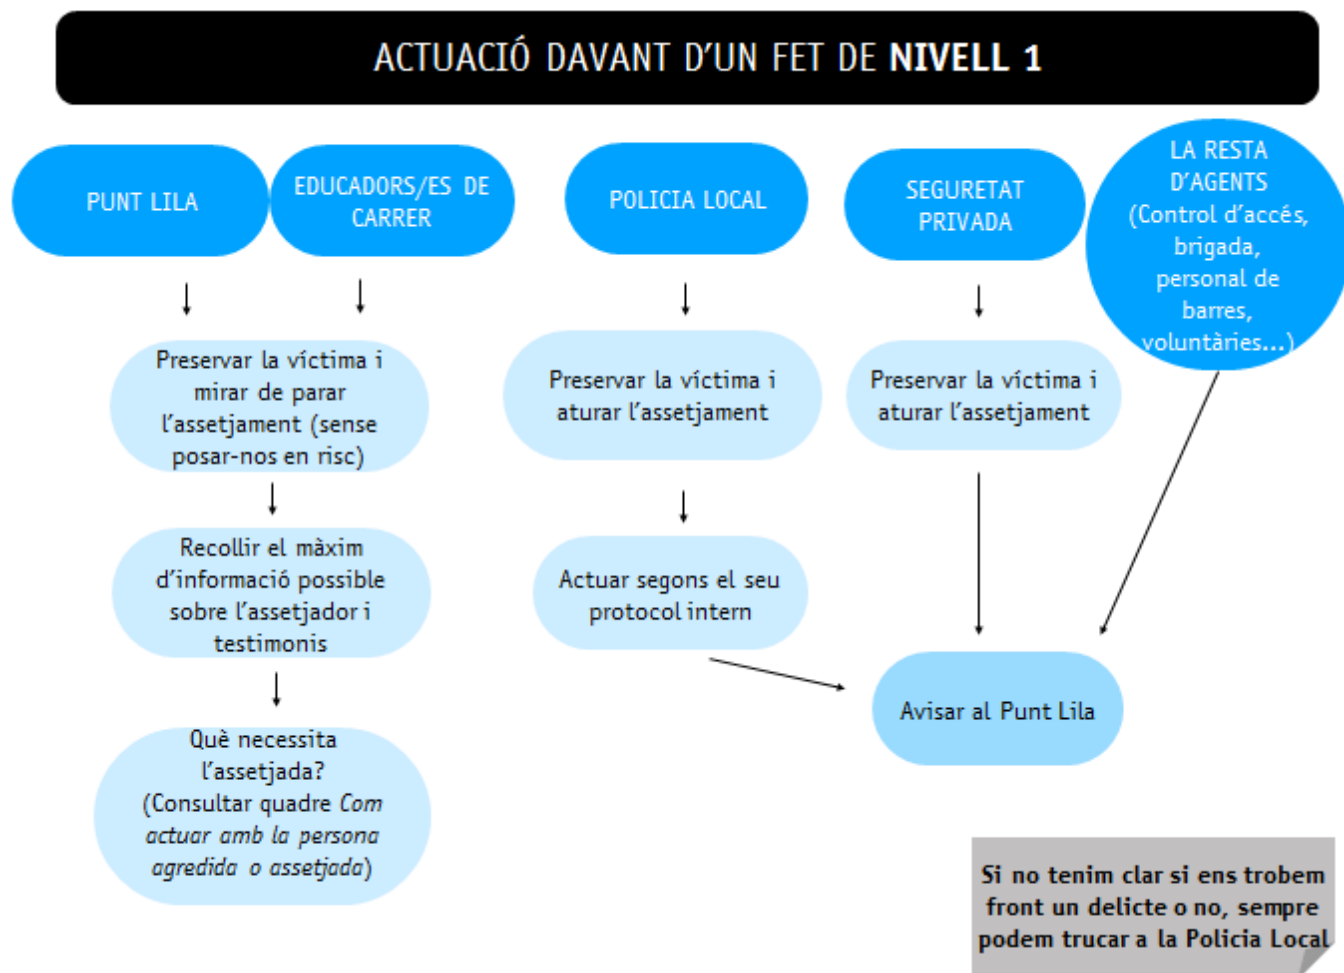 ACTUACIÓ DAVANT D'UN FET DE NIVELL 1
PUNT LILA
EDUCADORS/ES DE
CARRER
POLICIA LOCAL
SEGURETAT
PRIVADA
LA RESTA
D'AGENTS
(Control d'accés,
brigada,
personal de
barres,
voluntàries...)
Preservar la víctima i
mirar de parar
l'assetjament (sense
posar-nos en risc)
Preservar la víctima i
aturar l'assetjament
Preservar la víctima i
aturar l'assetjament
Recollir el màxim
d'informació possible
sobre l'assetjador i
testimonis
Actuar segons el seu
protocol intern
Avisar al Punt Lila
Què necessita
l'assetjada?
(Consultar quadre Com
actuar amb la persona
agredida o assetjada)
Si no tenim clar si ens trobem
front un delicte o no, sempre
podem trucar a la Policia Local